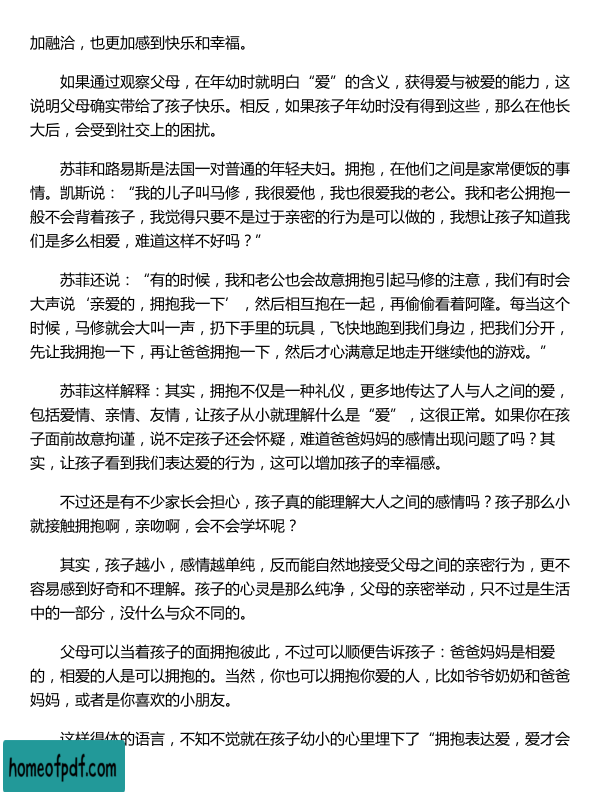 加融洽，也更加感到快乐和幸福。
如果通过观察父母，在年幼时就明白“爱”的含义，获得爱与被爱的能力，这
说明父母确实带给了孩子快乐。相反，如果孩子年幼时没有得到这些，那么在他长
大后，会受到社交上的困扰。
苏菲和路易斯是法国一对普通的年轻夫妇。拥抱，在他们之间是家常便饭的事
情。凯斯说：“我的儿子叫马修，我很爱他，我也很爱我的老公。我和老公拥抱一
般不会背着孩子，我觉得只要不是过于亲密的行为是可以做的，我想让孩子知道我
们是多么相爱，难道这样不好吗？”
苏菲还说：“有的时候，我和老公也会故意拥抱引起马修的注意，我们有时会
大声说‘亲爱的，拥抱我一下’，然后相互抱在一起，再偷偷看着阿隆。每当这个
时候，马修就会大叫一声，扔下手里的玩具，飞快地跑到我们身边，把我们分开，
先让我拥抱一下，再让爸爸拥抱一下，然后才心满意足地走开继续他的游戏。”
苏菲这样解释：其实，拥抱不仅是一种礼仪，更多地传达了人与人之间的爱，
包括爱情、亲情、友情，让孩子从小就理解什么是“爱”，这很正常。如果你在孩
子面前故意拘谨，说不定孩子还会怀疑，难道爸爸妈妈的感情出现问题了吗？其
实，让孩子看到我们表达爱的行为，这可以增加孩子的幸福感。
不过还是有不少家长会担心，孩子真的能理解大人之间的感情吗？孩子那么小
就接触拥抱啊，亲吻啊，会不会学坏呢？
其实，孩子越小，感情越单纯，反而能自然地接受父母之间的亲密行为，更不
容易感到好奇和不理解。孩子的心灵是那么纯净，父母的亲密举动，只不过是生活
中的一部分，没什么与众不同的。
父母可以当着孩子的面拥抱彼此，不过可以顺便告诉孩子：爸爸妈妈是相爱
的，相爱的人是可以拥抱的。当然，你也可以拥抱你爱的人，比如爷爷奶奶和爸爸
妈妈，或者是你喜欢的小朋友。
这样得体的语言，不知不觉就在孩子幼小的心里埋下了“拥抱表达爱，爱才会
homeofpdf.com